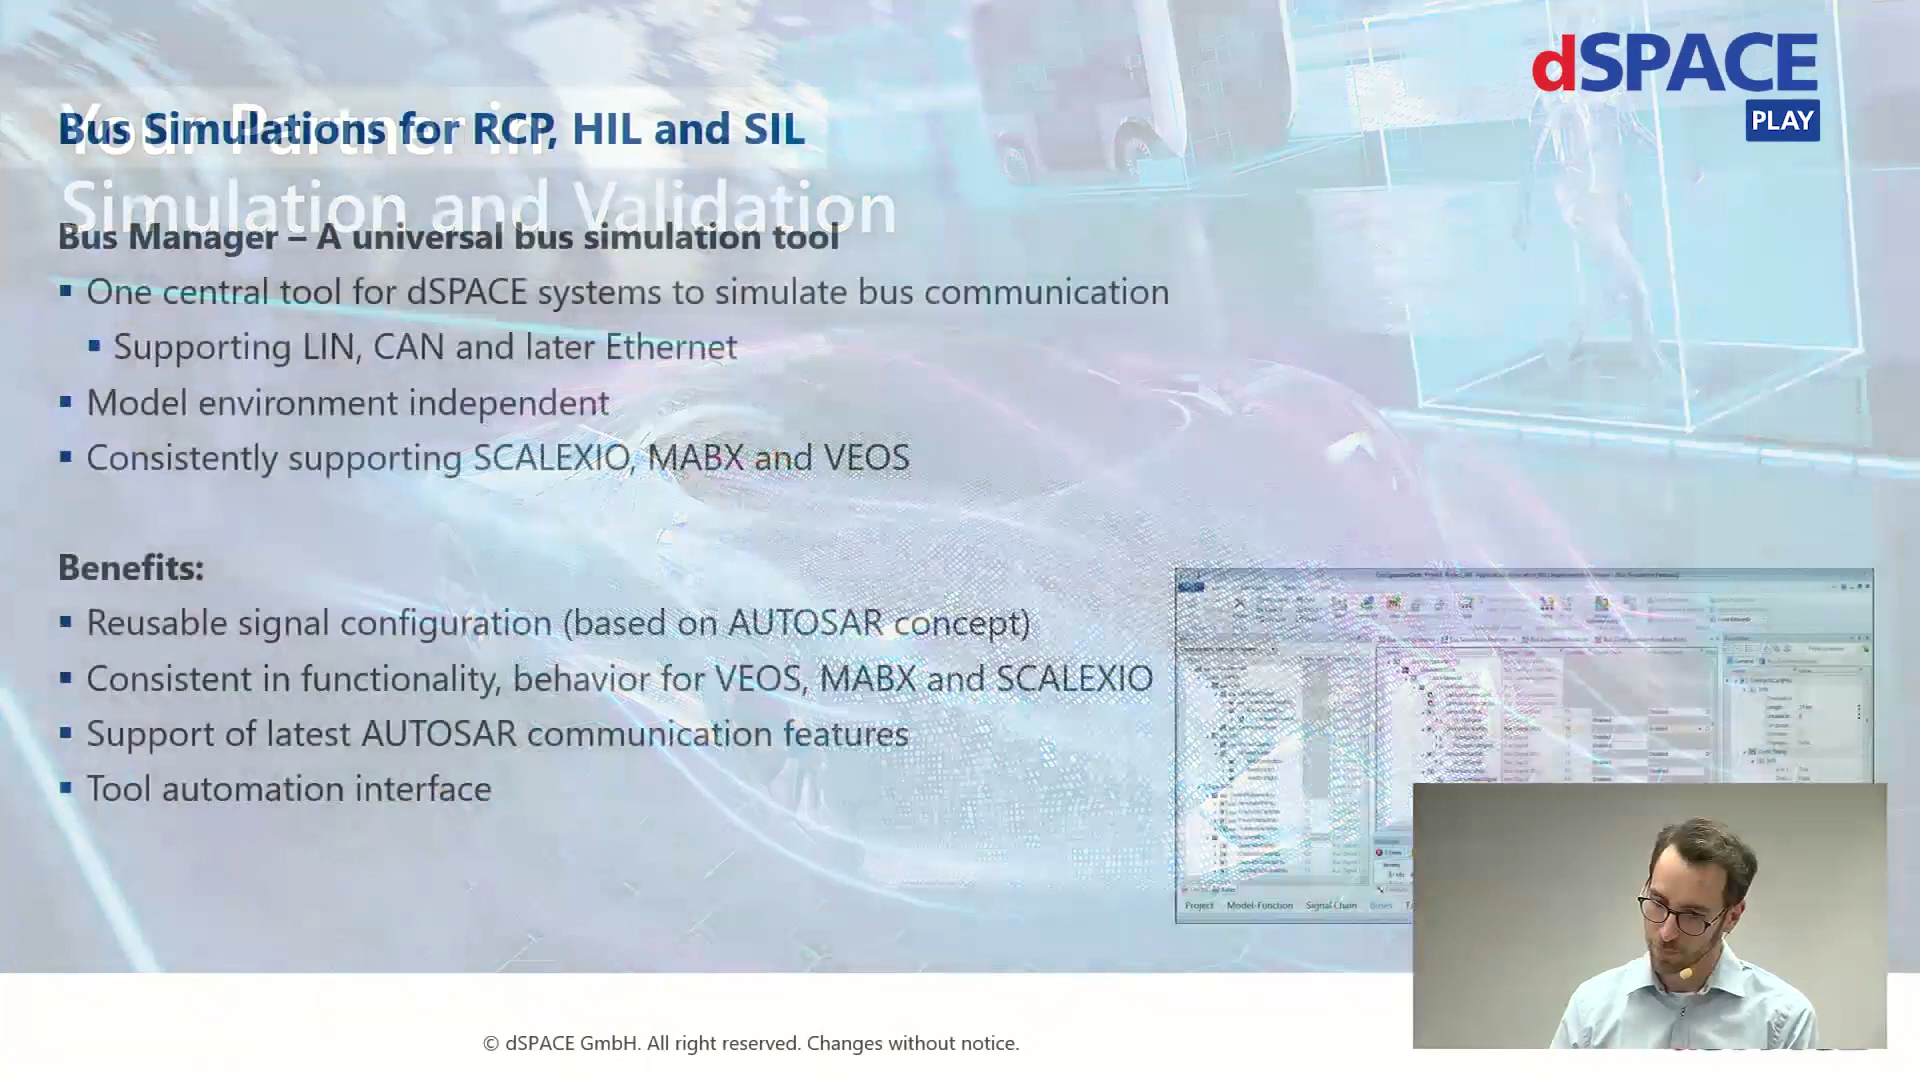 dSPACE
PLAY
Your Partner in
Simulation and Validation
Bus Simulations for RCP, HIL and SIL
Bus Manager – A universal bus simulation tool
▪ One central tool for dSPACE systems to simulate bus communication
▪ Supporting LIN, CAN and later Ethernet
▪ Model environment independent
▪ Consistently supporting SCALEXIO, MABX and VEOS
Benefits:
▪ Reusable signal configuration (based on AUTOSAR concept)
▪ Consistent in functionality, behavior for VEOS, MABX and SCALEXIO
▪ Support of latest AUTOSAR communication features
▪ Tool automation interface
Project Model-Function Signal Chain Buses
© dSPACE GmbH. All right reserved. Changes without notice.